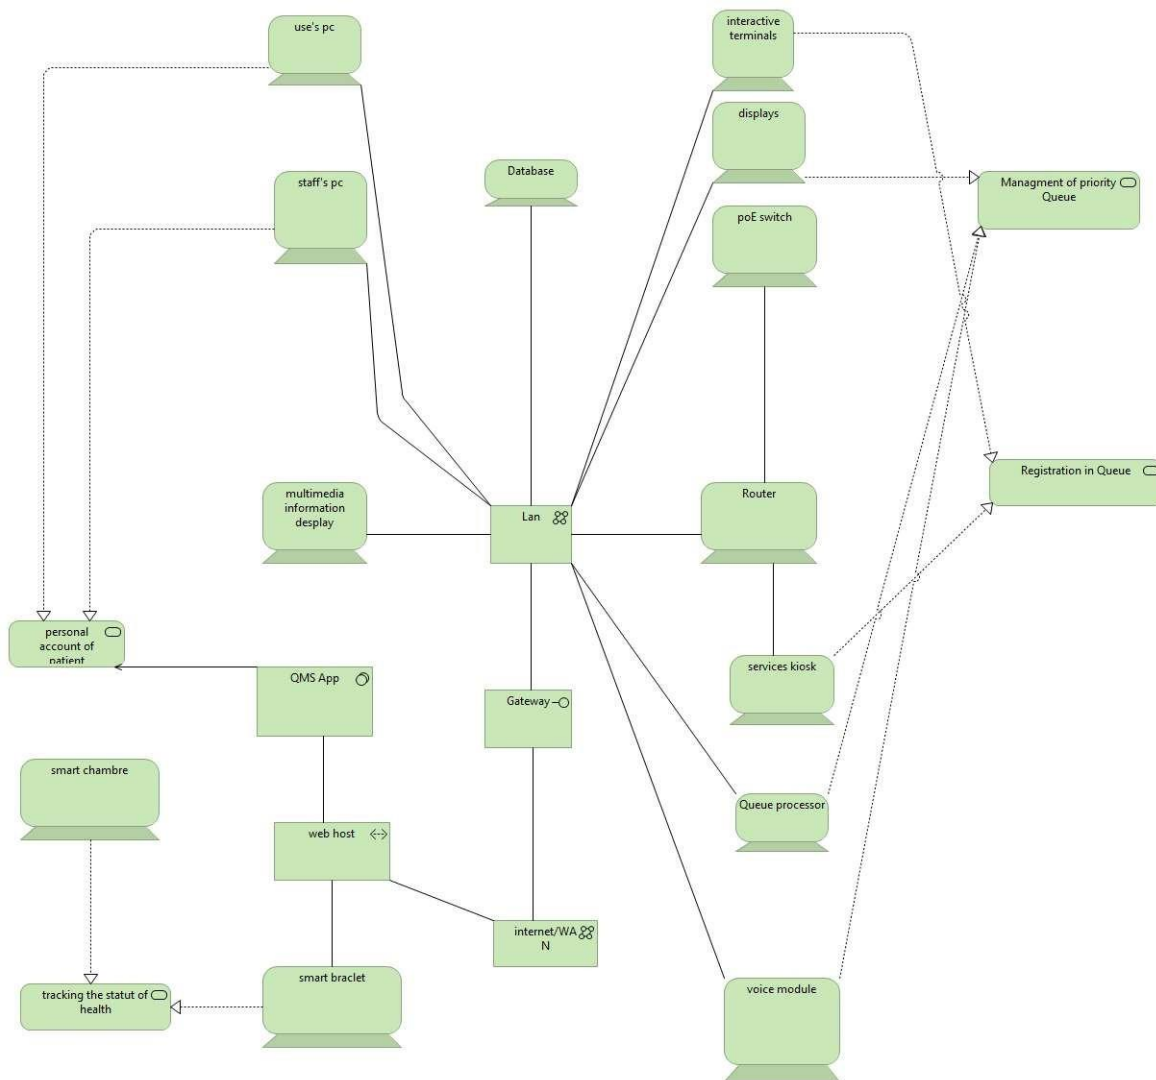 use's pc
interactive
terminals
displays
Database
staff's pc
Managment of priority
Queue
poE switch
multimedia
information
desplay
Lan
Router
Registration in Queue
personal
account of
patient
QMS App
services kiosk
Gateway
smart chambre
Queue processor
web host
internet/WA
N
smart braclet
voice module
tracking the statut of
health